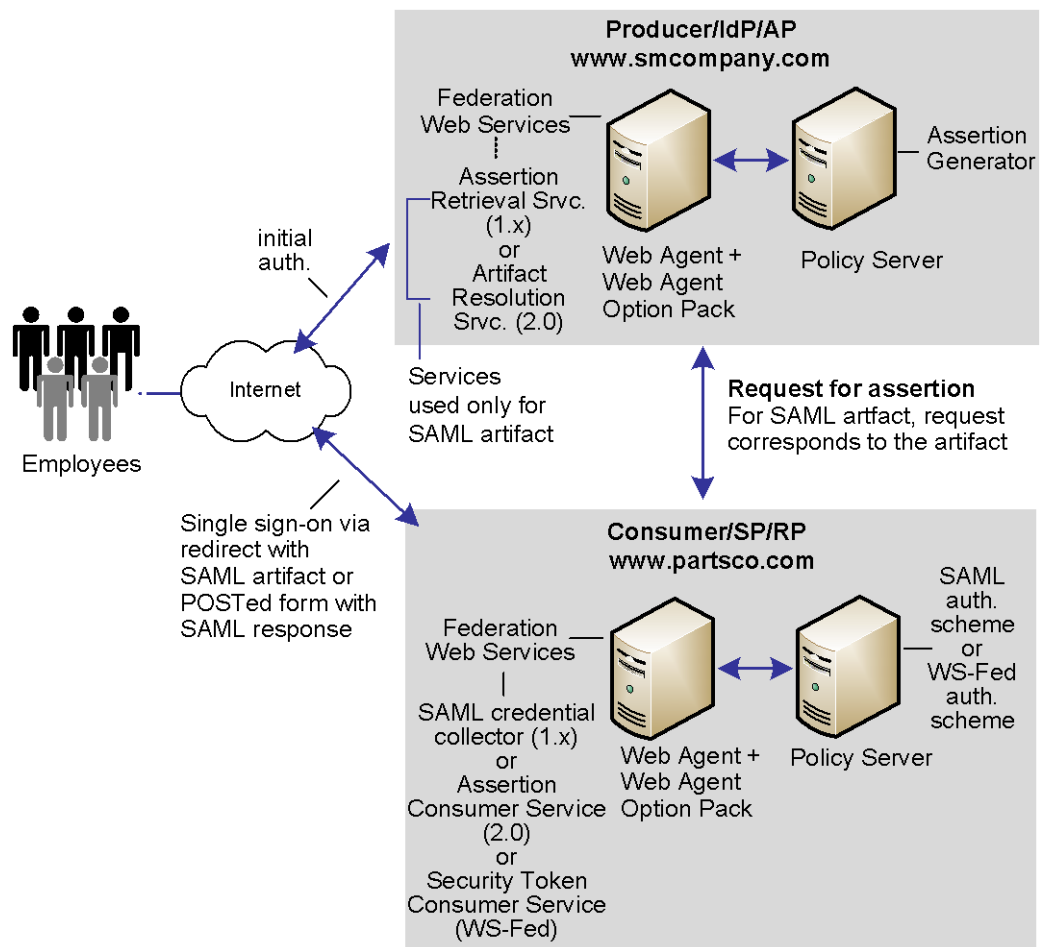 Producer/IdP/AP
www.smcompany.com
Federation
Web Services
Assertion
Retrieval Srvc.
(1.x)
or
Artifact
Resolution
Srvc. (2.0)
Web Agent +
Web Agent
Option Pack
Policy Server
Assertion
Generator
initial
auth.
Internet
Employees
Services
used only for
SAML artifact
Request for assertion
For SAML artfact, request
corresponds to the artifact
Single sign-on via
redirect with
SAML artifact or
POSTed form with
SAML response
Consumer/SP/RP
www.partsco.com
Federation
Web Services
SAML credential
collector (1.x)
or
Assertion
Consumer Service
(2.0)
or
Security Token
Consumer Service
(WS-Fed)
Web Agent +
Web Agent
Option Pack
Policy Server
SAML
auth.
scheme
or
WS-Fed
auth.
scheme